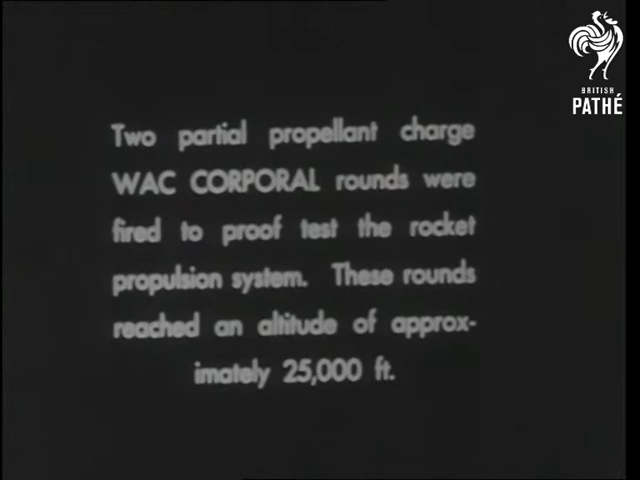 BRITISH
PATHÉ
Two partial propellant charge
WAC CORPORAL rounds were
fired to proof test the rocket
propulsion system. These rounds
reached an altitude of approx-
imately 25,000 ft.